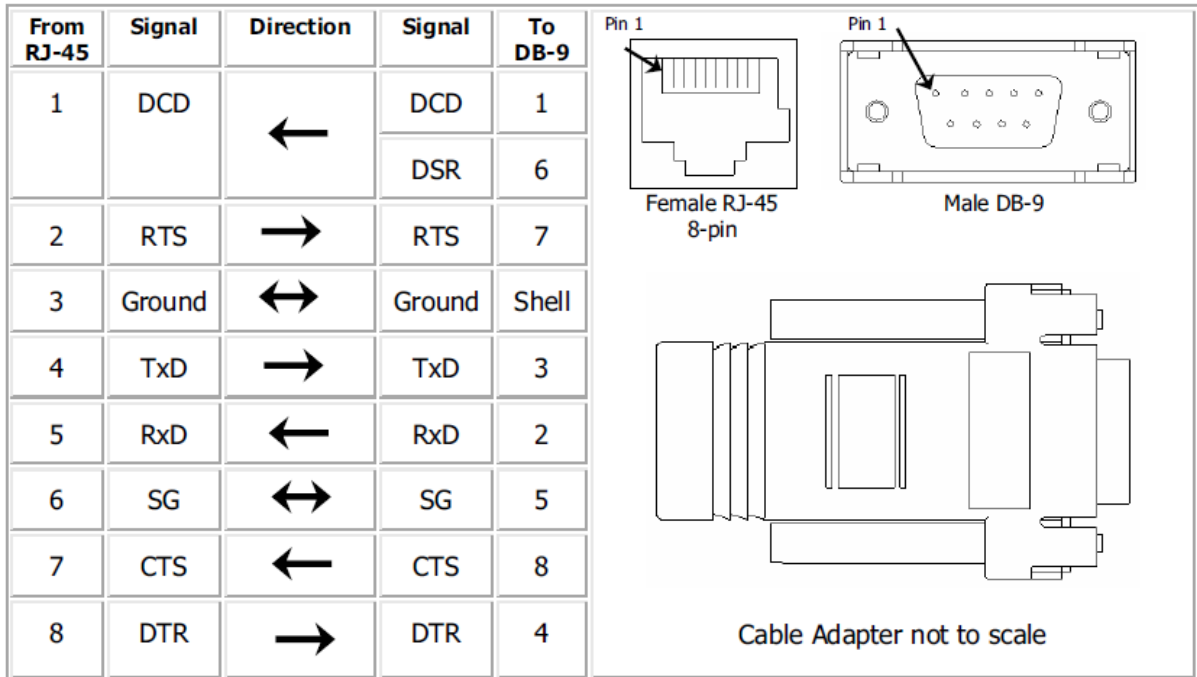 From RJ-45 Signal Direction Signal To DB-9
1 DCD DCD 1
DSR 6
2 RTS RTS 7
3 Ground Ground Shell
4 TxD TxD 3
5 RxD RxD 2
6 SG SG 5
7 CTS CTS 8
8 DTR DTR 4
Pin 1
Pin 1
Female RJ-45
8-pin
Male DB-9
Cable Adapter not to scale